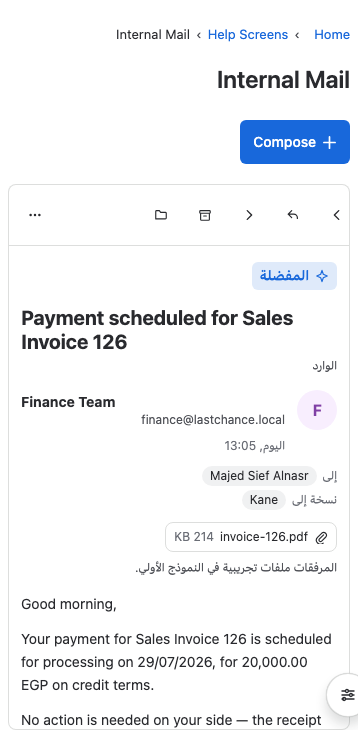 Home › Help Screens › Internal Mail
Internal Mail
Compose
المفضلة
Payment scheduled for Sales
Invoice 126
الوارد
Finance Team
finance@lastchance.local
اليوم, 13:05
إلى Majed Sief Alnasr
نسخة إلى Kane
invoice-126.pdf 214 KB
المرفقات ملفات تجريبية في النموذج الأولي.
F
Good morning,
Your payment for Sales Invoice 126 is scheduled
for processing on 29/07/2026, for 20,000.00
EGP on credit terms.
No action is needed on your side — the receipt